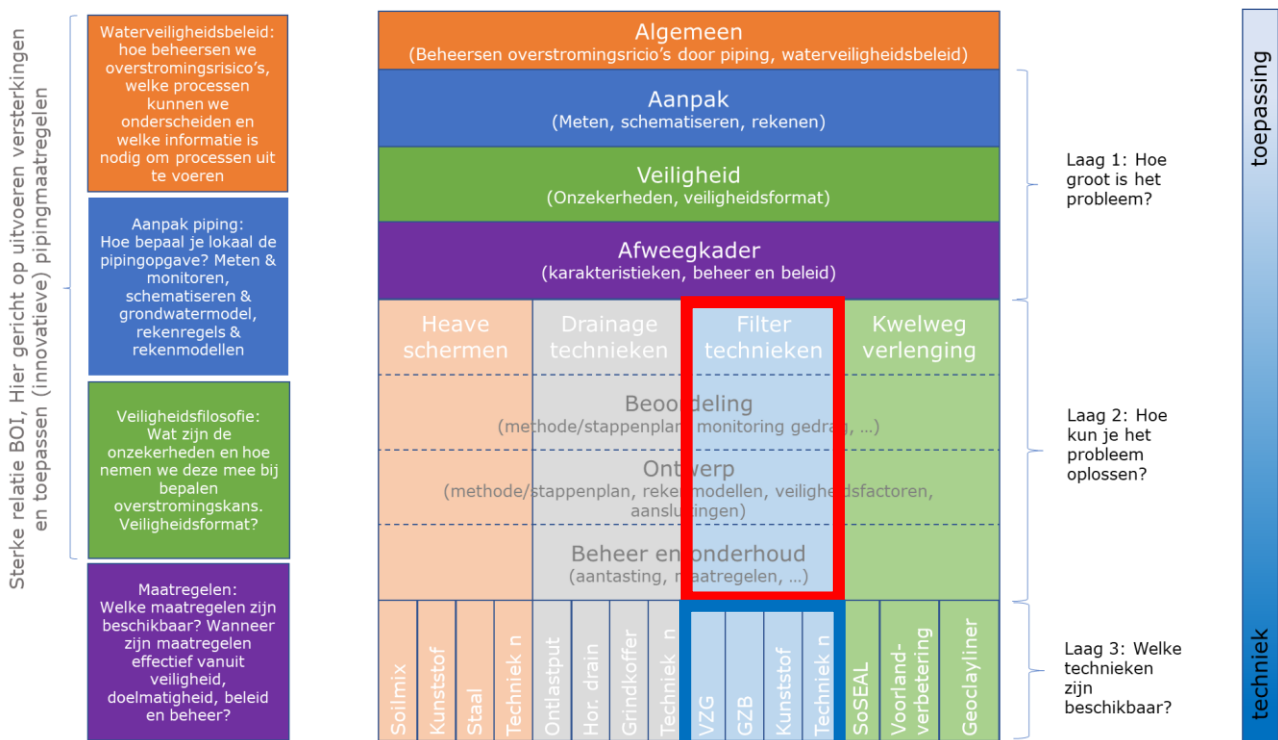 Sterke relatie BOI, Hier gericht op uitvoeren versterkingen
en toepassen (innovatieve) pipingmaatregelen
Waterveiligheidsbeleid:
hoe beheersen we
overstromingsrisico's,
welke processen
kunnen we
onderscheiden en
welke informatie is
nodig om processen uit
te voeren
Aanpak piping:
Hoe bepaal je lokaal de
pipingopgave? Meten &
monitoren,
schematiseren &
grondwatermodel,
rekenregels &
rekenmodellen
Veiligheidsfilosofie:
Wat zijn de
onzekerheden en hoe
nemen we deze mee bij
bepalen
overstromingskans.
Veiligheidsformat?
Maatregelen:
Welke maatregelen zijn
beschikbaar? Wanneer
zijn maatregelen
effectief vanuit
veiligheid,
doelmatigheid, beleid
en beheer?
Algemeen
(Beheersen overstromingsricio's door piping, waterveiligheidsbeleid)
Aanpak
(Meten, schematiseren, rekenen)
Veiligheid
(Onzekerheden, veiligheidsformat)
Afweegkader
(karakteristieken, beheer en beleid)
Heave
schermen
Drainage
technieken
Filter
technieken
Kwelweg
verlenging
Beoordeling
(methode/stappenplan, monitoring gedrag, …)
Ontwerp
(methode/stappenplan, rekenmodellen, veiligheidsfactoren,
aansluitingen)
Beheer en onderhoud
(aantasting, maatregelen, …)
Soilmix
Kunststof
Staal
Techniek n
Ontlastput
Hor. drain
Grindkoffer
Techniek n
VZG
GZB
Kunststof
Techniek n
SoSEAL
Voorland-
verbetering
Geoclayliner
Laag 1: Hoe
groot is het
probleem?
Laag 2: Hoe
kun je het
probleem
oplossen?
Laag 3: Welke
technieken
zijn
beschikbaar?
toepassing
techniek